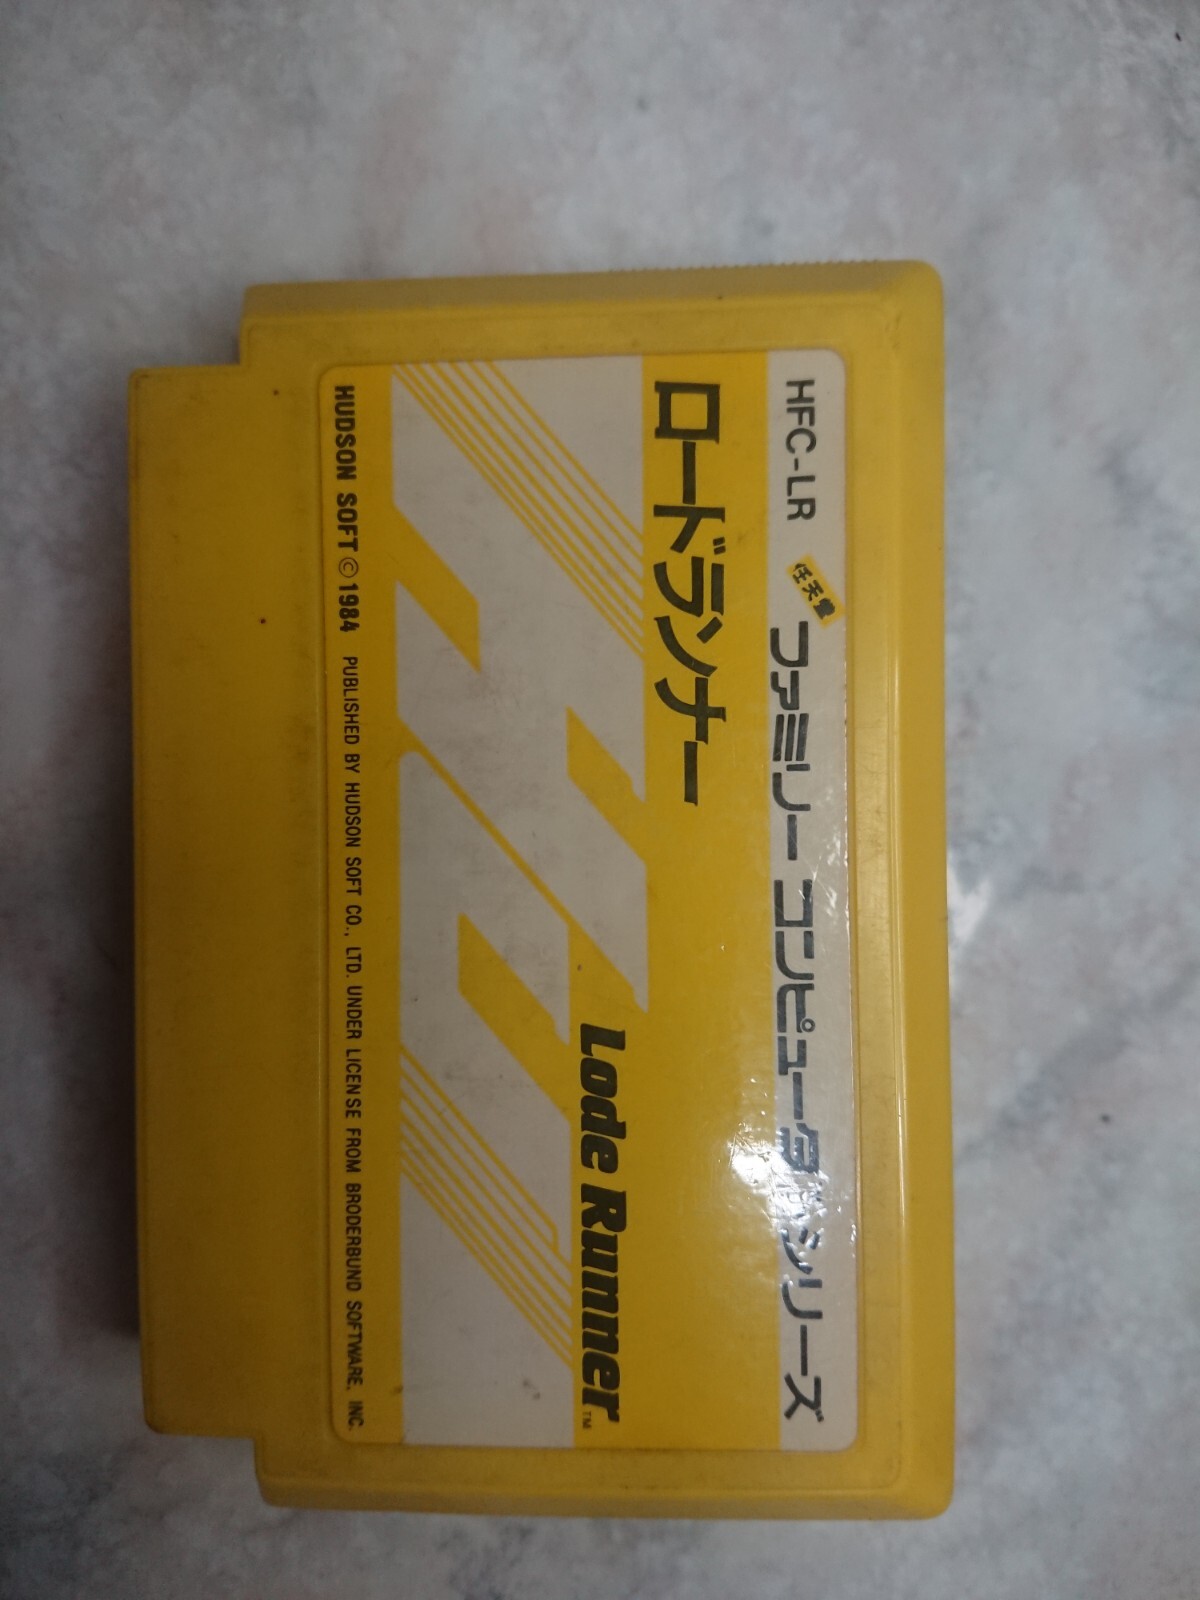 HFC-LR 任天堂 ファミリー コンピュータ シリーズ
ロードランナー
Lode Runner TM
HUDSON SOFT © 1984 PUBLISHED BY HUDSON SOFT CO., LTD. UNDER LICENSE FROM BRODERBUND SOFTWARE, INC.